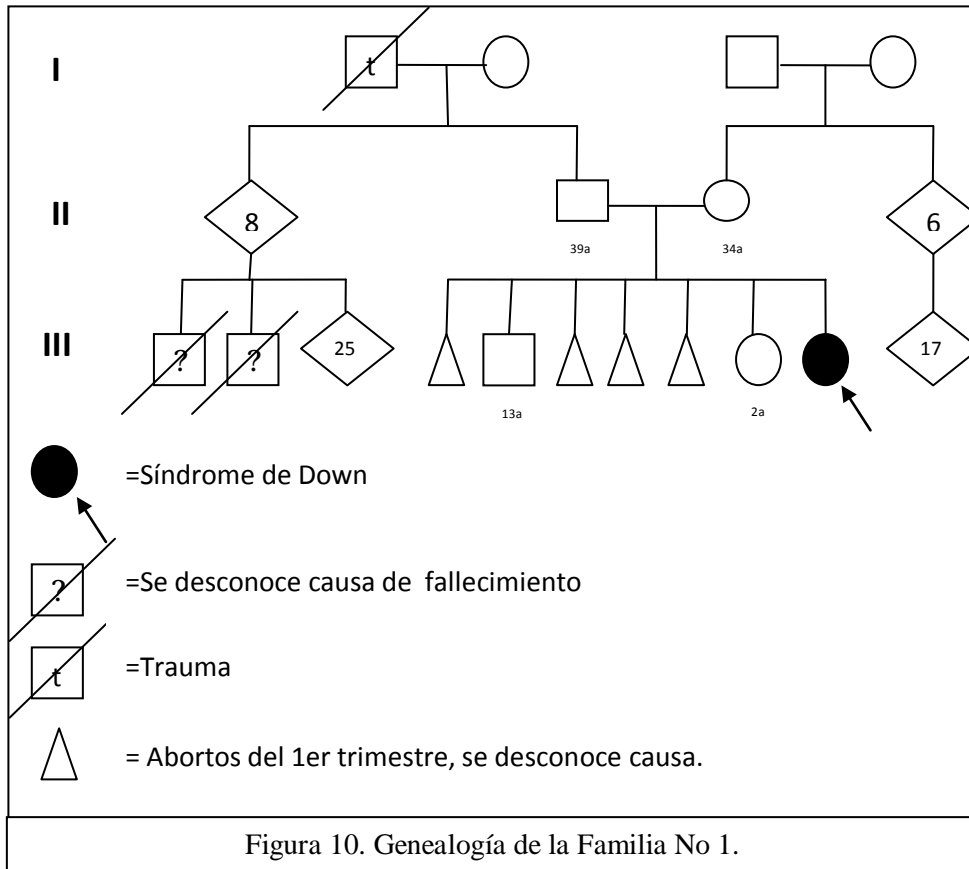 I
t
II
8
6
39a 34a
III
? ? 25 17
13a 2a
=Síndrome de Down
? =Se desconoce causa de fallecimiento
t =Trauma
= Abortos del 1er trimestre, se desconoce causa.
Figura 10. Genealogía de la Familia No 1.